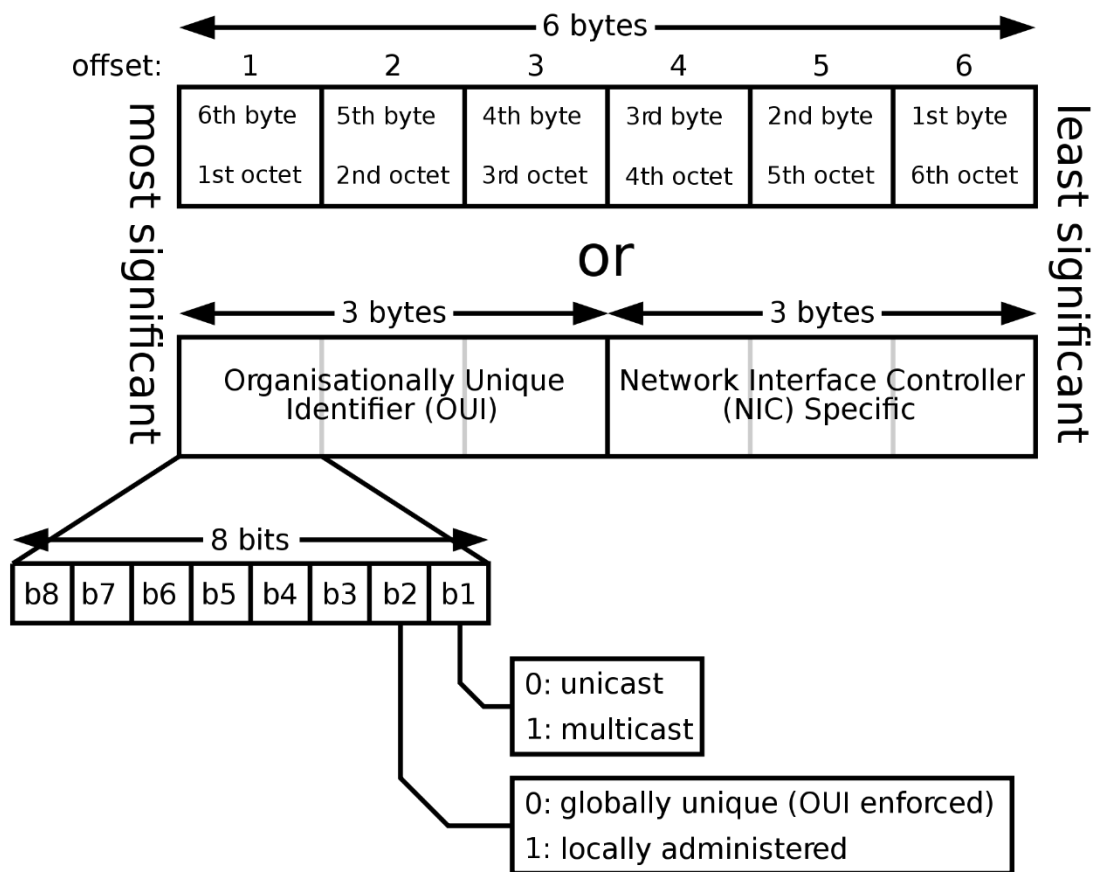 6 bytes
offset: 1 2 3 4 5 6
most significant
6th byte 5th byte 4th byte 3rd byte 2nd byte 1st byte
1st octet 2nd octet 3rd octet 4th octet 5th octet 6th octet
least significant
or
3 bytes 3 bytes
Organisationally Unique
Identifier (OUI)
Network Interface Controller
(NIC) Specific
8 bits
b8 b7 b6 b5 b4 b3 b2 b1
0: unicast
1: multicast
0: globally unique (OUI enforced)
1: locally administered